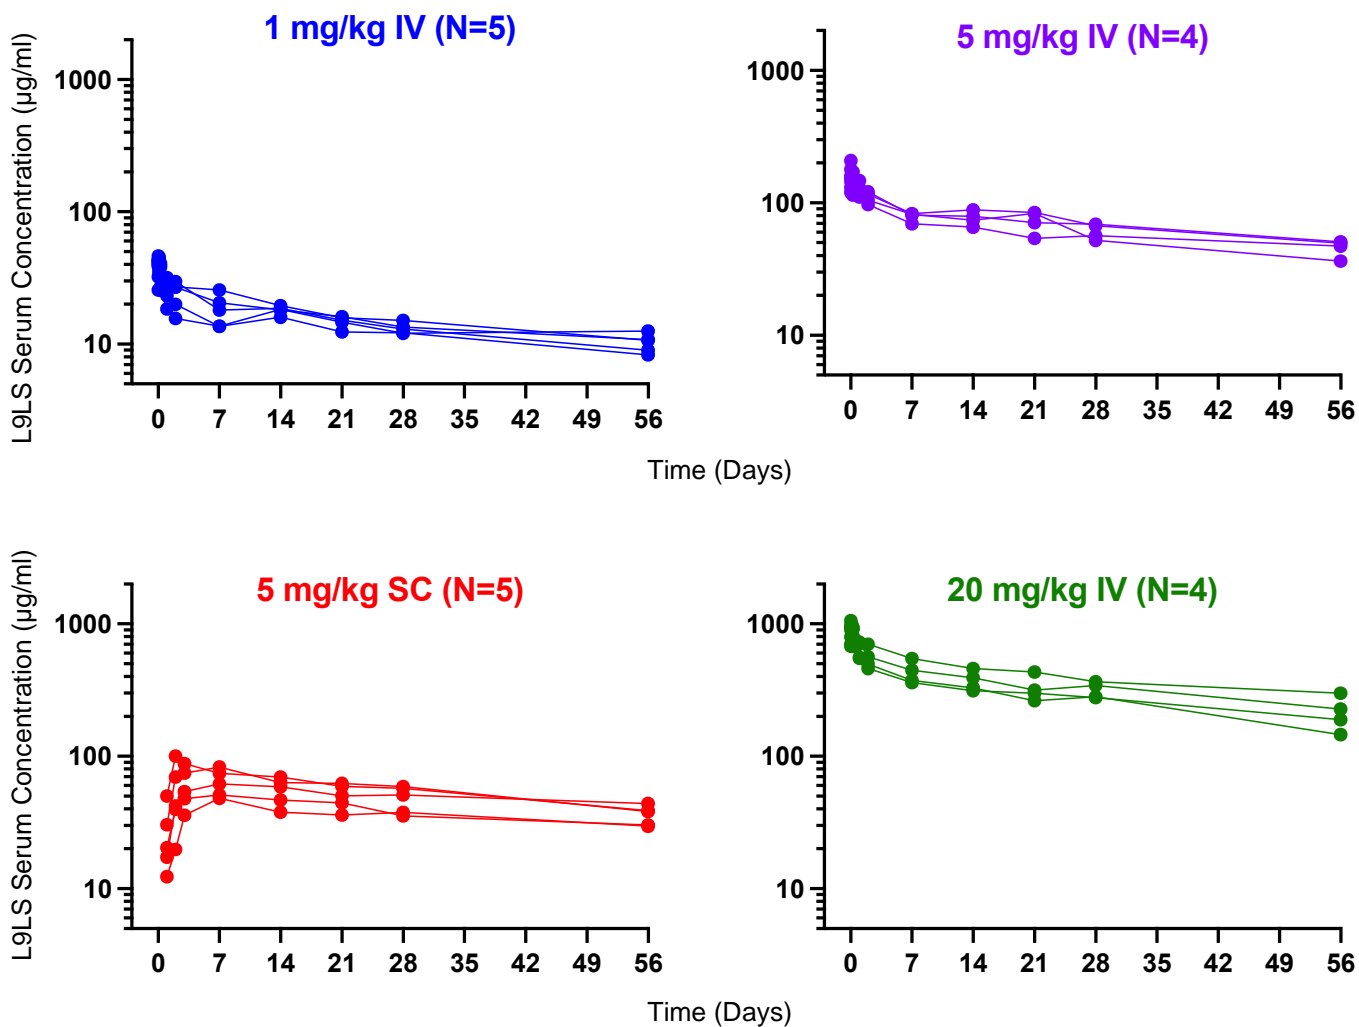 1 mg/kg IV (N=5)
L9LS Serum Concentration (µg/ml)
1000
100
10
0 7 14 21 28 35 42 49 56
5 mg/kg IV (N=4)
1000
100
10
0 7 14 21 28 35 42 49 56
Time (Days)
5 mg/kg SC (N=5)
L9LS Serum Concentration (µg/ml)
1000
100
10
0 7 14 21 28 35 42 49 56
20 mg/kg IV (N=4)
1000
100
10
0 7 14 21 28 35 42 49 56
Time (Days)